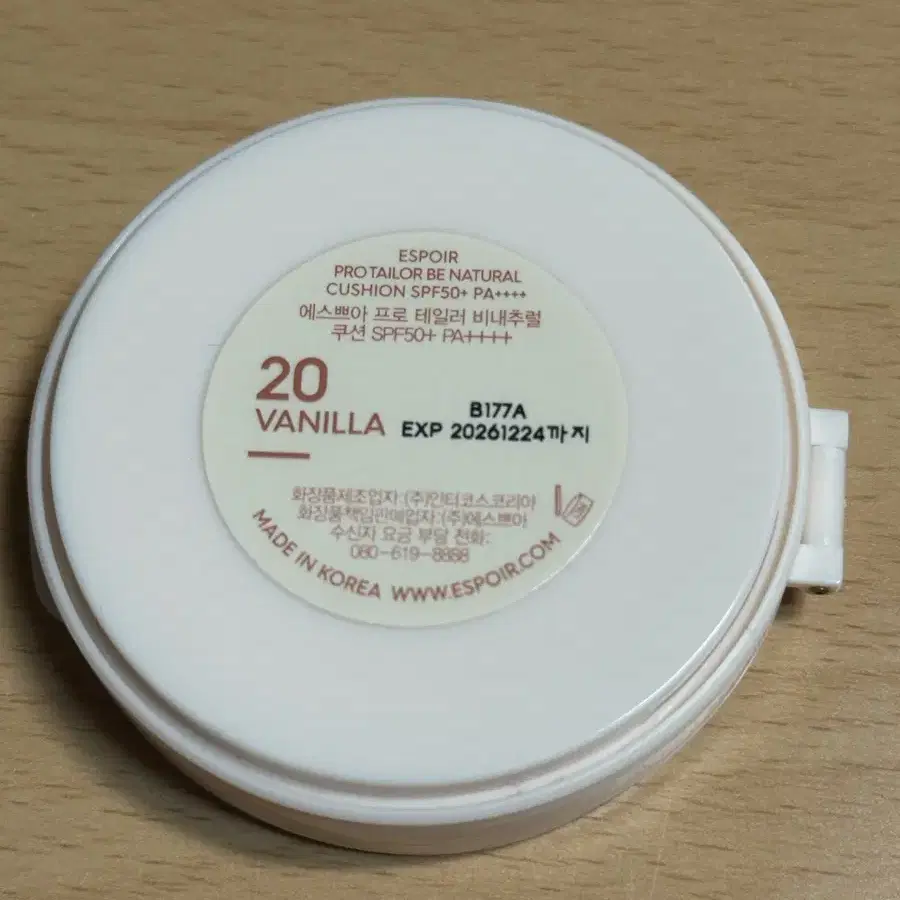 ESPOIR
PRO TAILOR BE NATURAL
CUSHION SPF50+ PA++++
에스쁘아 프로 테일러 비내추럴
쿠션 SPF50+ PA++++
20
VANILLA
B177A
EXP 20261224까지
화장품제조업자:(주)인터코스코리아
화장품책임판매업자:(주)에스쁘아
수신자 요금 부담 전화:
080-619-8888
MADE IN KOREA WWW.ESPOIR.COM